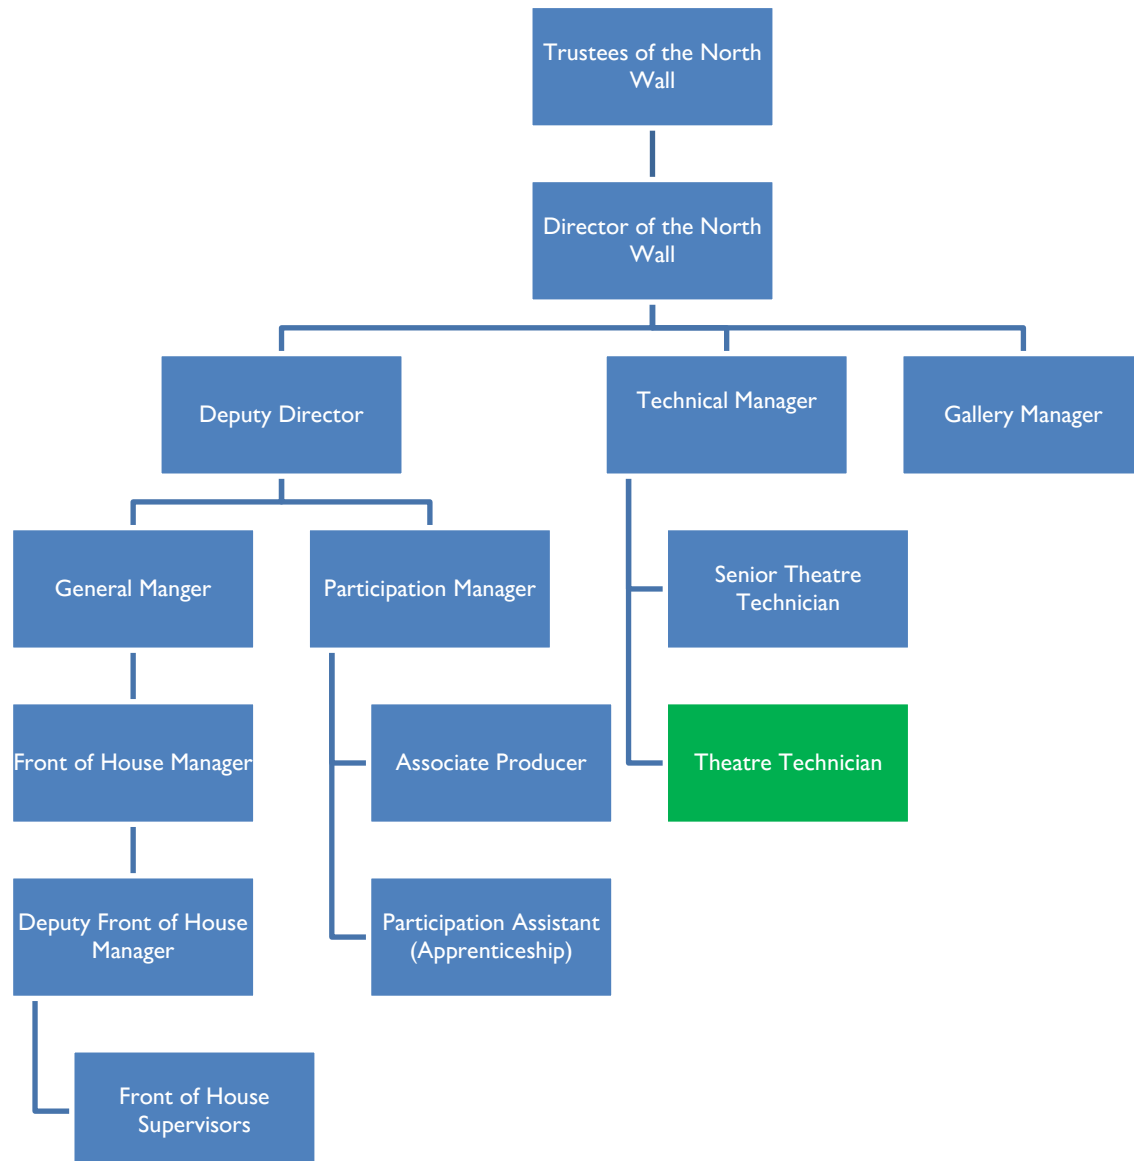 Trustees of the North
Wall
Director of the North
Wall
Deputy Director
Technical Manager
Gallery Manager
General Manger
Participation Manager
Senior Theatre
Technician
Front of House Manager
Associate Producer
Theatre Technician
Deputy Front of House
Manager
Participation Assistant
(Apprenticeship)
Front of House
Supervisors